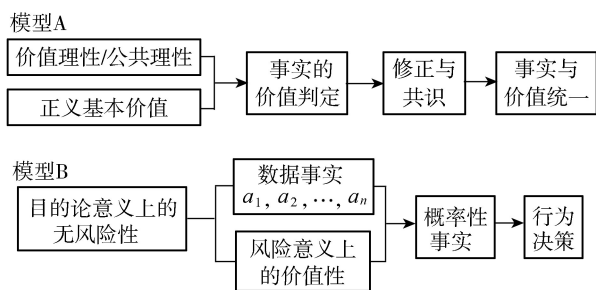 模型A
价值理性/公共理性
正义基本价值
事实的
价值判定
修正与
共识
事实与
价值统一
模型B
目的论意义上的
无风险性
数据事实
a1, a2, …, an
风险意义上
的价值性
概率性
事实
行为
决策